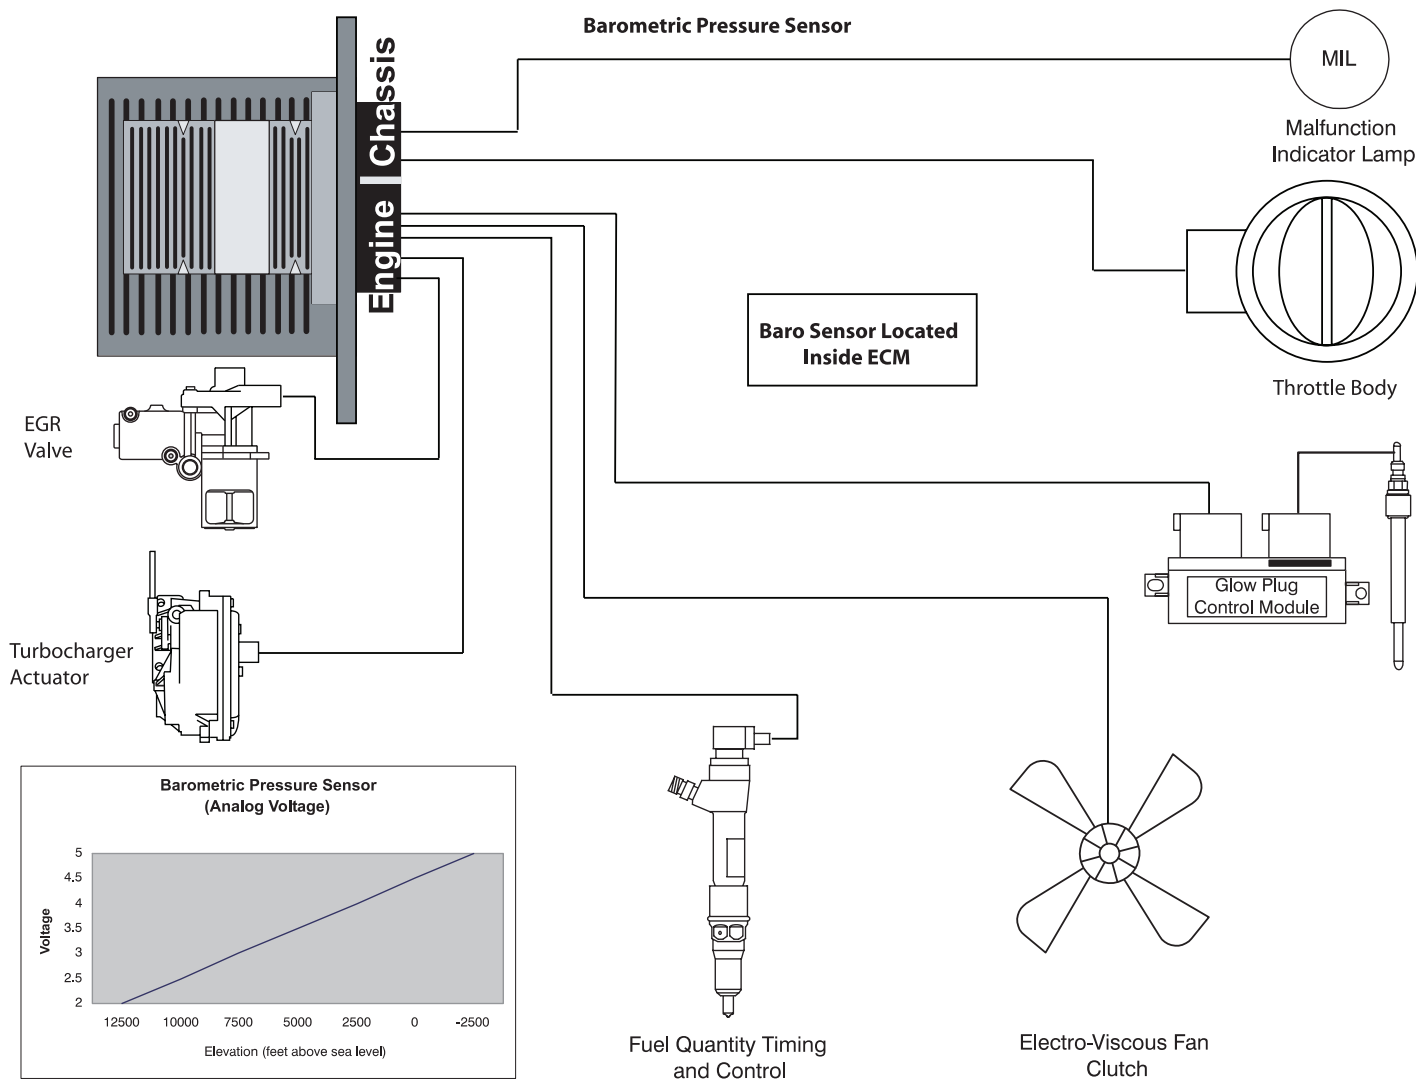 Barometric Pressure Sensor
MIL
Malfunction
Indicator Lamp
Chassis
Engine
Baro Sensor Located
Inside ECM
Throttle Body
EGR
Valve
Glow Plug
Control Module
Turbocharger
Actuator
Barometric Pressure Sensor
(Analog Voltage)
Voltage
5
4.5
4
3.5
3
2.5
2
12500 10000 7500 5000 2500 0 -2500
Elevation (feet above sea level)
Fuel Quantity Timing
and Control
Electro-Viscous Fan
Clutch